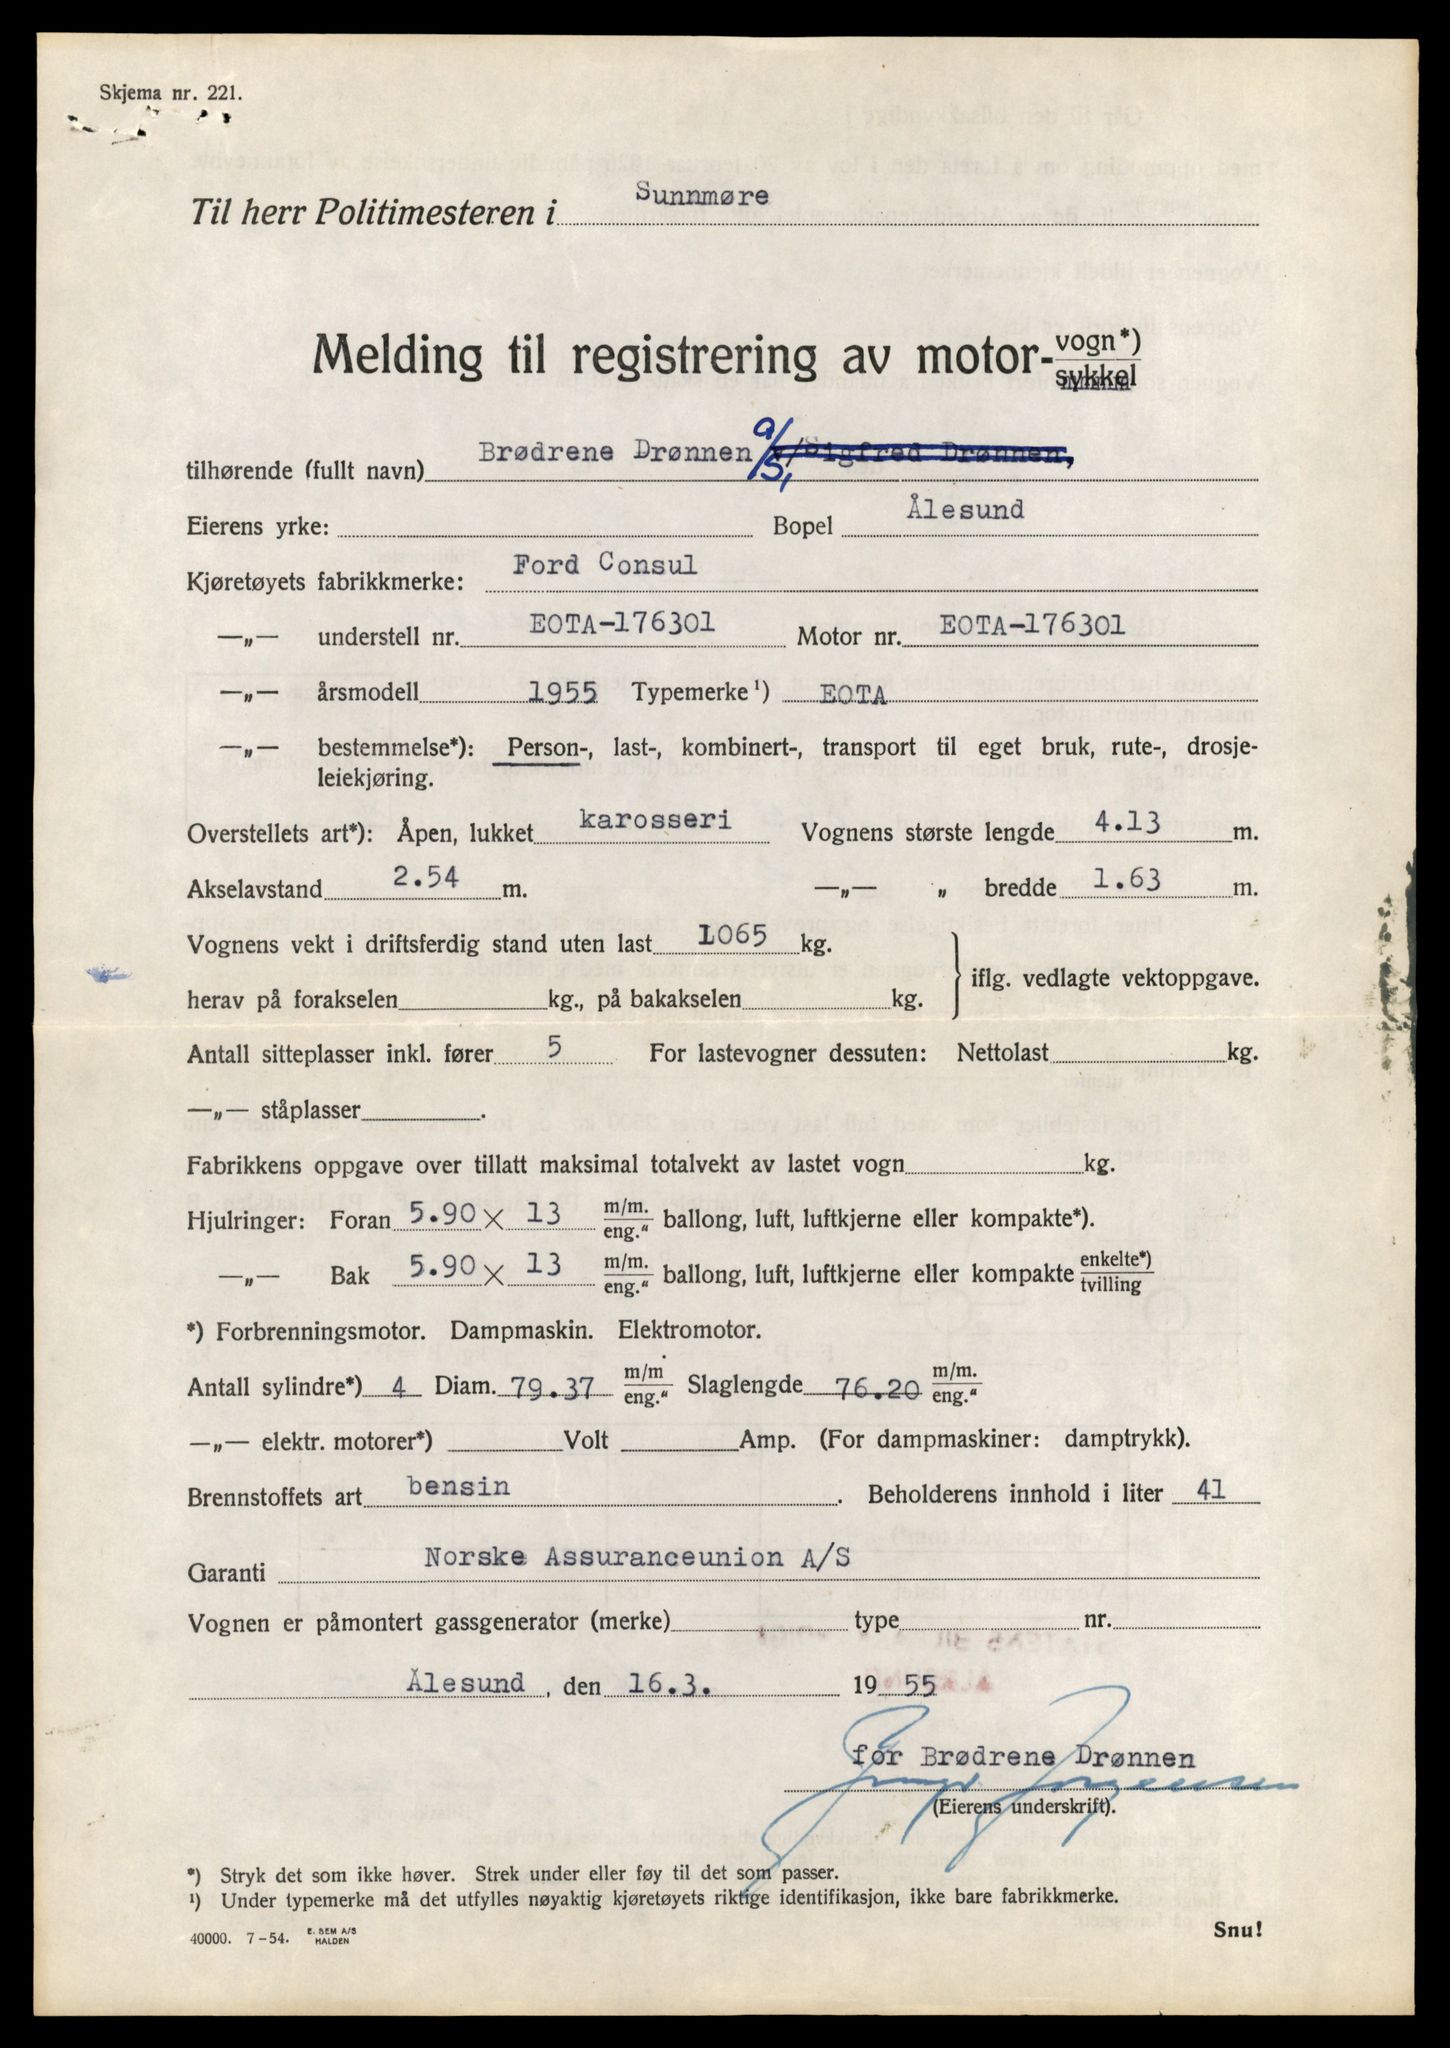 Skjema nr. 221.
Til herr Politimesteren i Sunnmøre
Melding til registrering av motor-vogn*)
sykkel
tilhørende (fullt navn) Brødrene Drønnen a/s, v/Sigfred Drønnen,
Eierens yrke: Bopel Ålesund
Kjøretøyets fabrikkmerke: Ford Consul
—„— understell nr. EOTA-176301 Motor nr. EOTA-176301
—„— årsmodell 1955 Typemerke¹) EOTA
—„— bestemmelse*): Person-, last-, kombinert-, transport til eget bruk, rute-, drosje-
leiekjøring.
Overstellets art*): Åpen, lukket karosseri Vognens største lengde 4.13 m.
Akselavstand 2.54 m. —„— „ bredde 1.63 m.
Vognens vekt i driftsferdig stand uten last 1065 kg.
herav på forakselen kg., på bakakselen kg. } iflg. vedlagte vektoppgave.
Antall sitteplasser inkl. fører 5 For lastevogner dessuten: Nettolast kg.
—„— ståplasser .
Fabrikkens oppgave over tillatt maksimal totalvekt av lastet vogn kg.
Hjulringer: Foran 5.90 × 13 m/m. eng.“ ballong, luft, luftkjerne eller kompakte*).
—„— Bak 5.90 × 13 m/m. eng.“ ballong, luft, luftkjerne eller kompakte enkelte*) tvilling
*) Forbrenningsmotor. Dampmaskin. Elektromotor.
Antall sylindre*) 4 Diam. 79.37 m/m eng.“ Slaglengde 76.20 m/m. eng.“
—„— elektr. motorer*) Volt Amp. (For dampmaskiner: damptrykk).
Brennstoffets art bensin . Beholderens innhold i liter 41
Garanti Norske Assuranceunion A/S
Vognen er påmontert gassgenerator (merke) type nr.
Ålesund, den 16.3. 19 55
for Brødrene Drønnen
Jørgensen
(Eierens underskrift).
*) Stryk det som ikke høver. Strek under eller føy til det som passer.
¹) Under typemerke må det utfylles nøyaktig kjøretøyets riktige identifikasjon, ikke bare fabrikkmerke.
40000. 7-54. E. SEM A/S HALDEN
Snu!